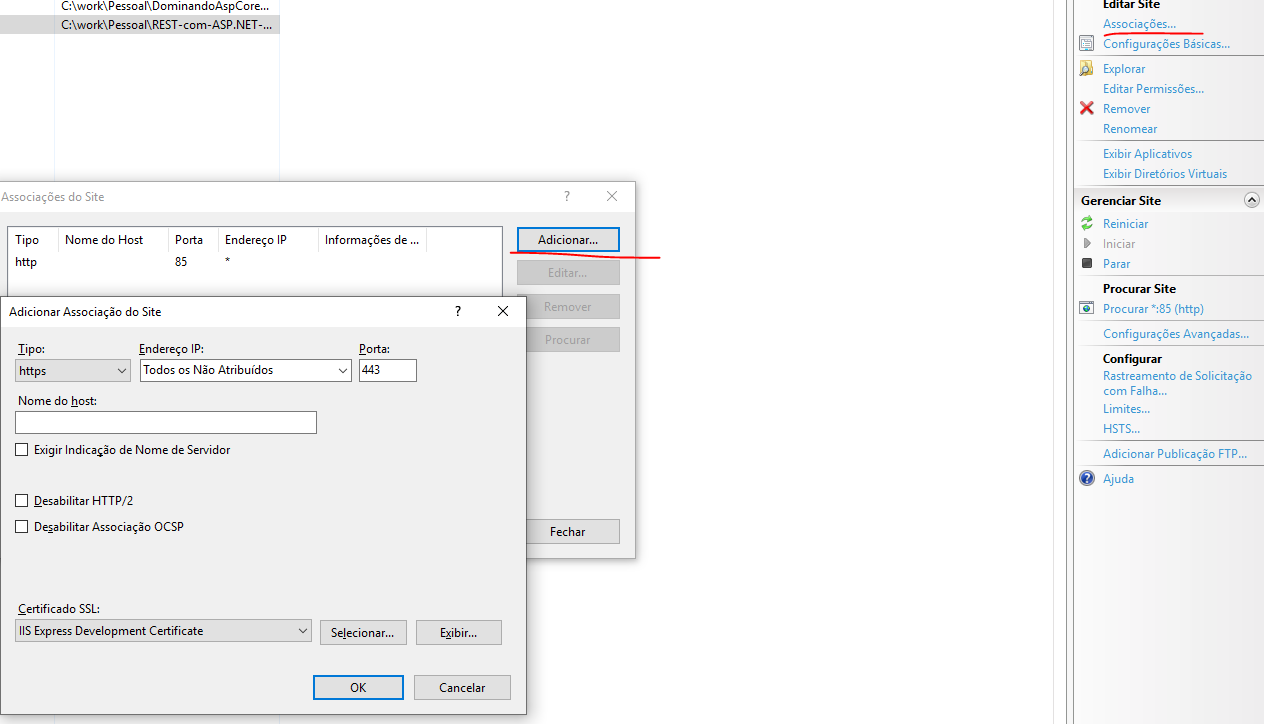 C:\work\Pessoal\DominandoAspCore...
C:\work\Pessoal\REST-com-ASP.NET-...
Associações do Site
?
Tipo Nome do Host Porta Endereço IP Informações de ...
http 85 *
Adicionar...
Editar...
Remover
Procurar
Fechar
Adicionar Associação do Site
?
Tipo: Endereço IP: Porta:
https Todos os Não Atribuídos 443
Nome do host:
Exigir Indicação de Nome de Servidor
Desabilitar HTTP/2
Desabilitar Associação OCSP
Certificado SSL:
IIS Express Development Certificate Selecionar... Exibir...
OK Cancelar
Editar Site
Associações...
Configurações Básicas...
Explorar
Editar Permissões...
Remover
Renomear
Exibir Aplicativos
Exibir Diretórios Virtuais
Gerenciar Site
Reiniciar
Iniciar
Parar
Procurar Site
Procurar *:85 (http)
Configurações Avançadas...
Configurar
Rastreamento de Solicitação
com Falha...
Limites...
HSTS...
Adicionar Publicação FTP...
? Ajuda